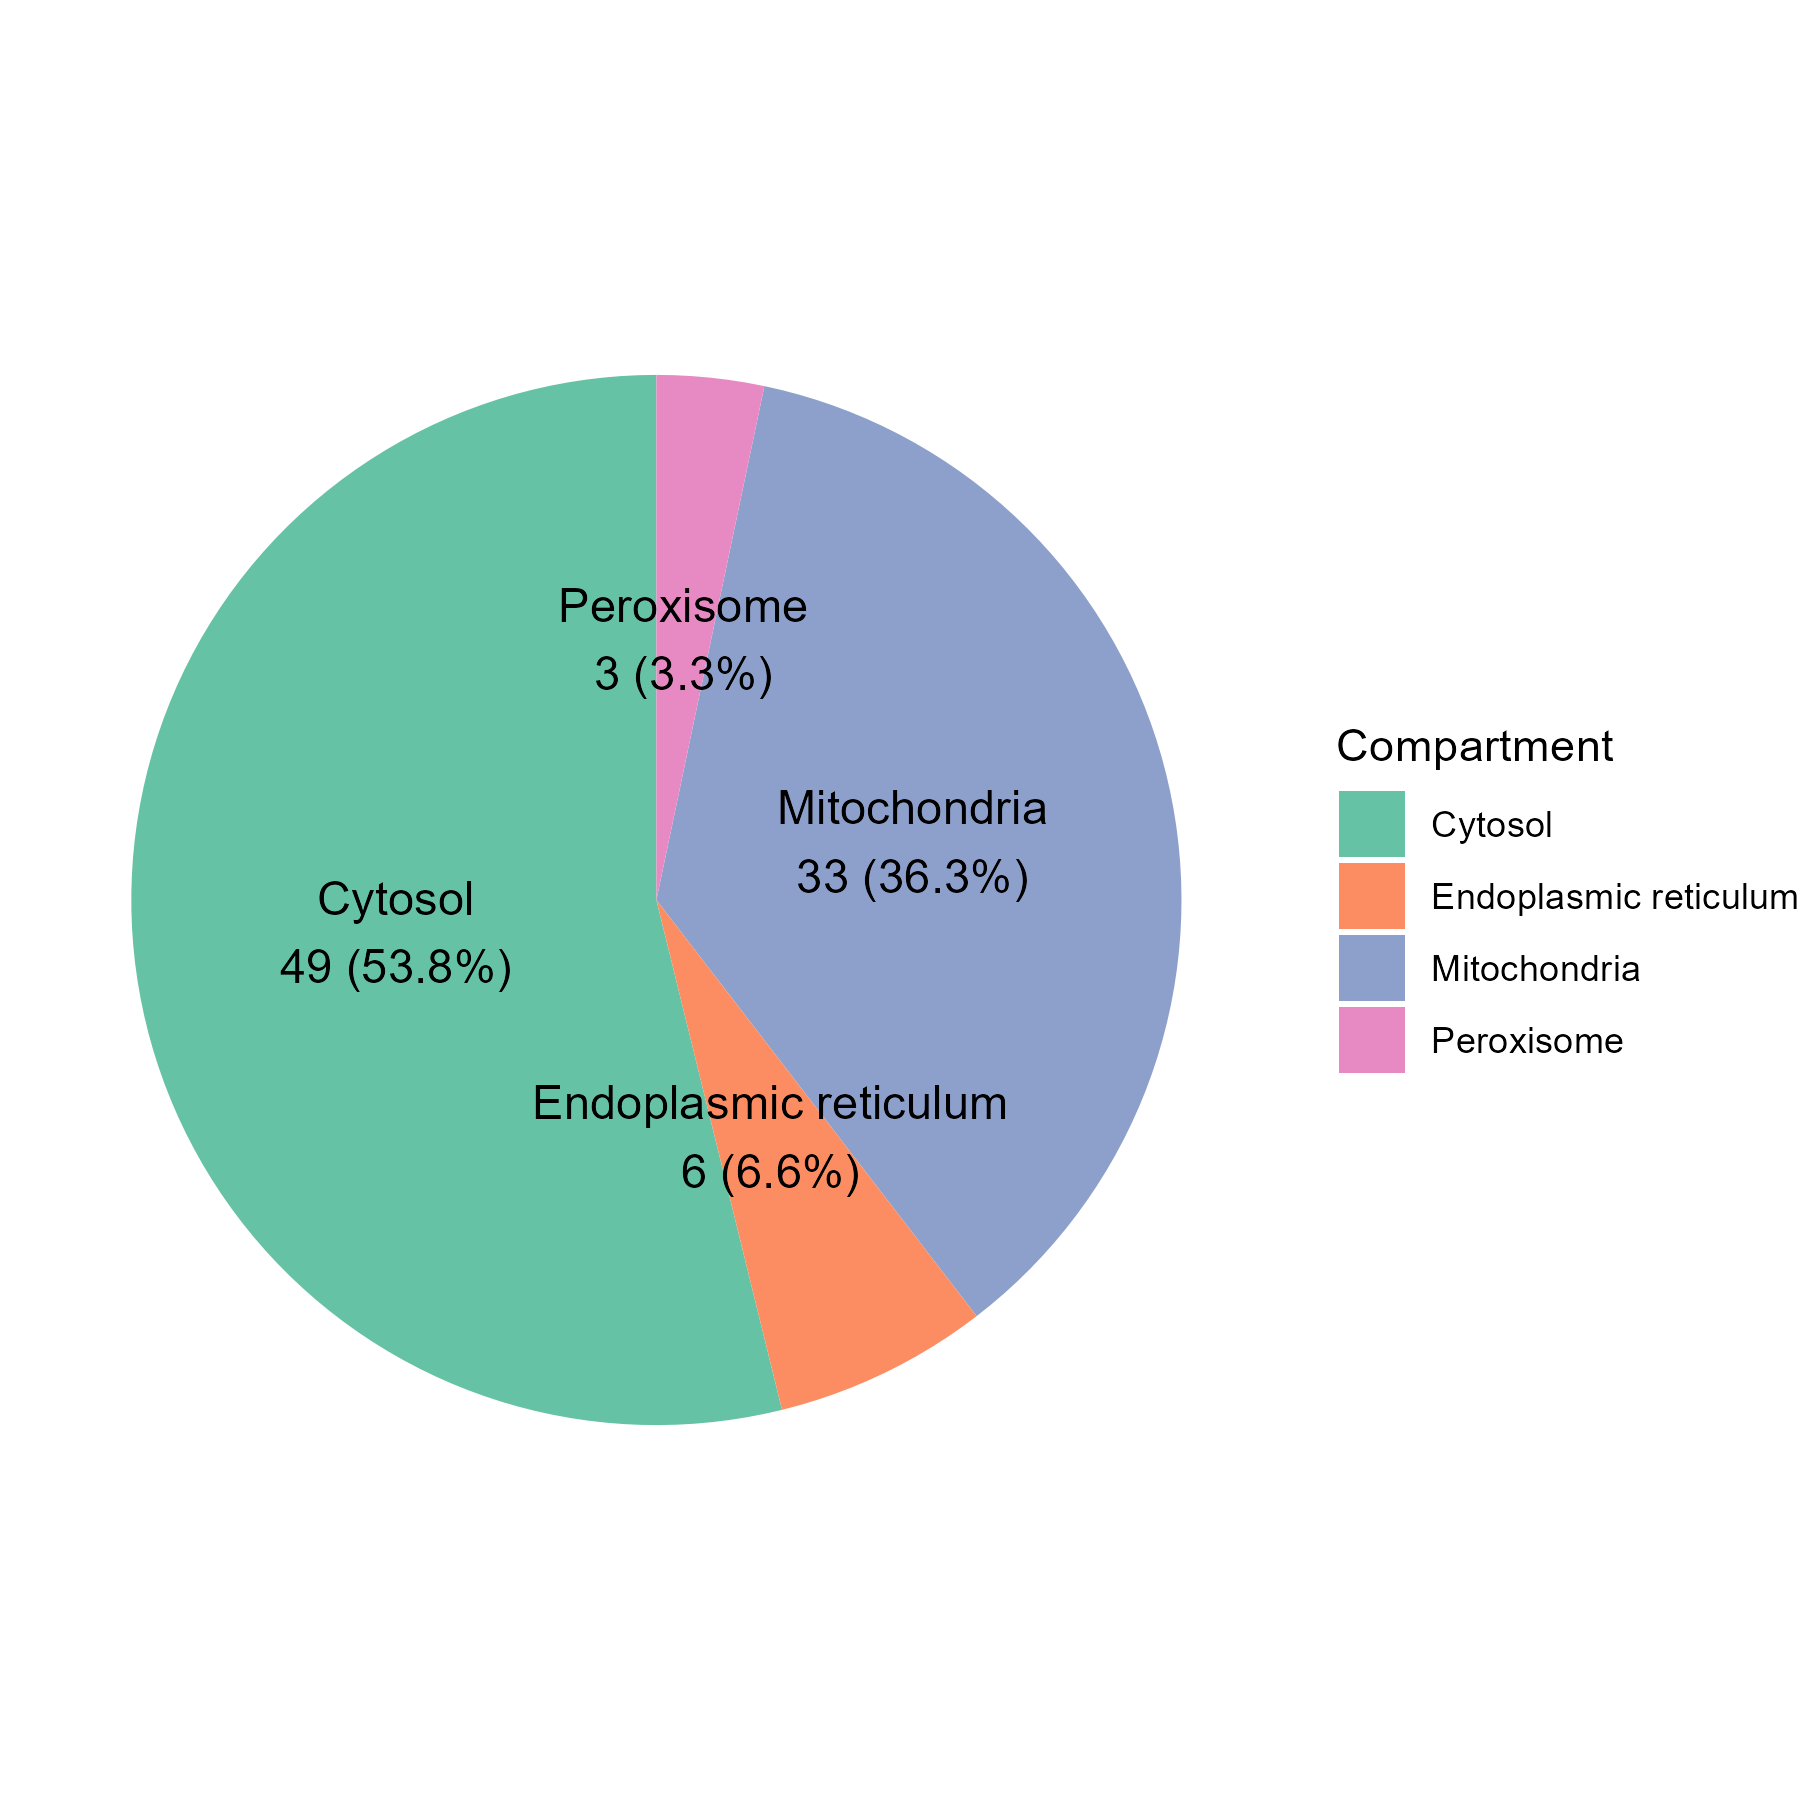 Peroxisome
3 (3.3%)
Mitochondria
33 (36.3%)
Cytosol
49 (53.8%)
Endoplasmic reticulum
6 (6.6%)
Compartment
Cytosol
Endoplasmic reticulum
Mitochondria
Peroxisome